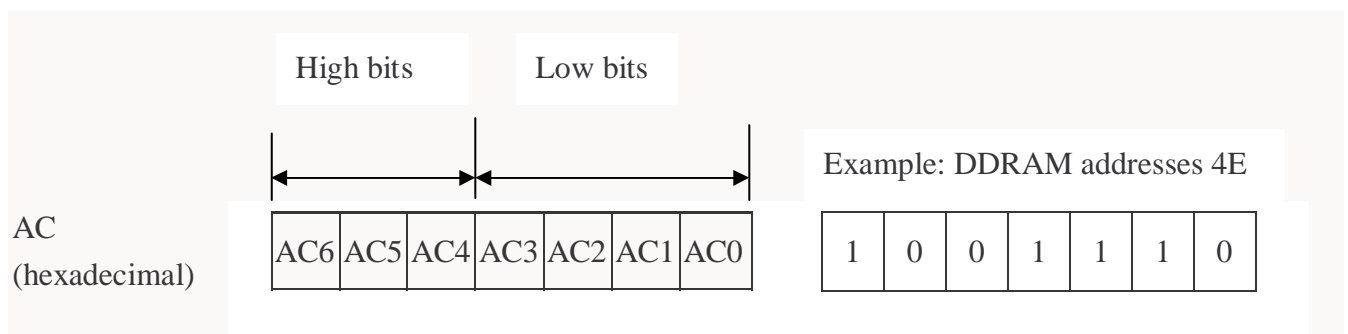 High bits Low bits
Example: DDRAM addresses 4E
AC
(hexadecimal)
AC6 AC5 AC4 AC3 AC2 AC1 AC0 1 0 0 1 1 1 0